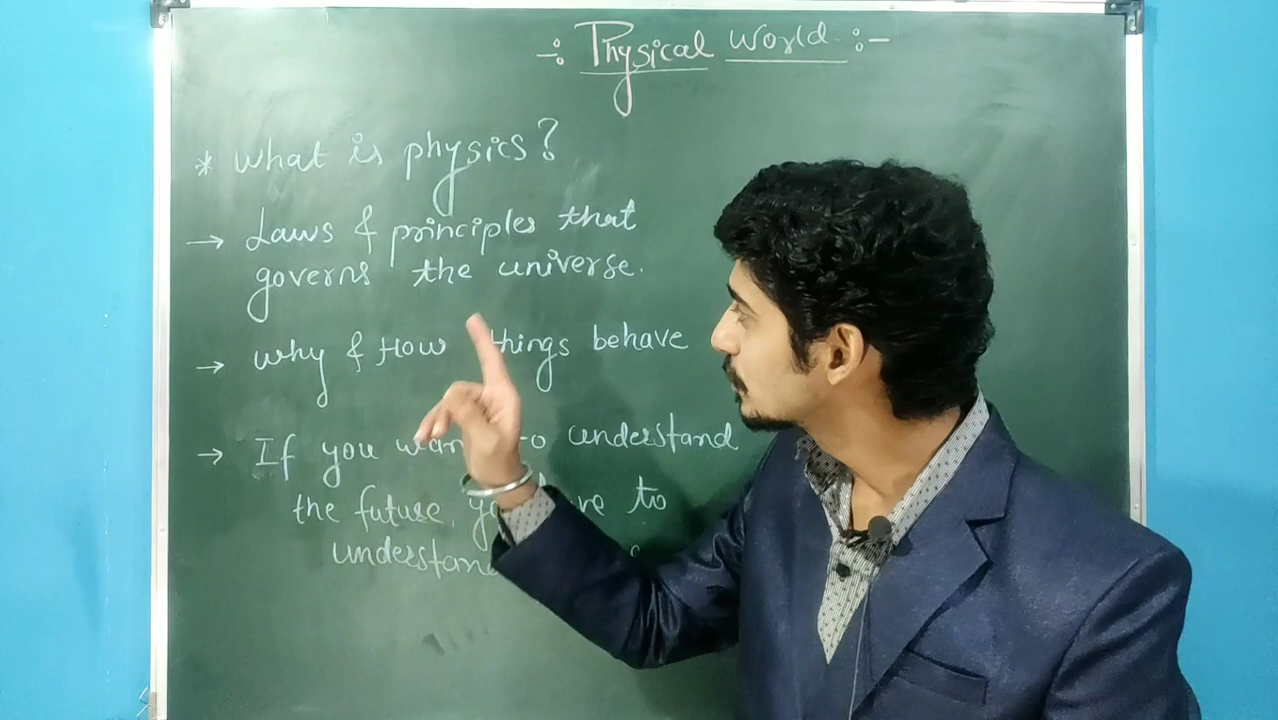 -: Physical World :-
* What is physics?
→ Laws & principles that
governs the universe.
→ why & How things behave
→ If you to understand
the future, to